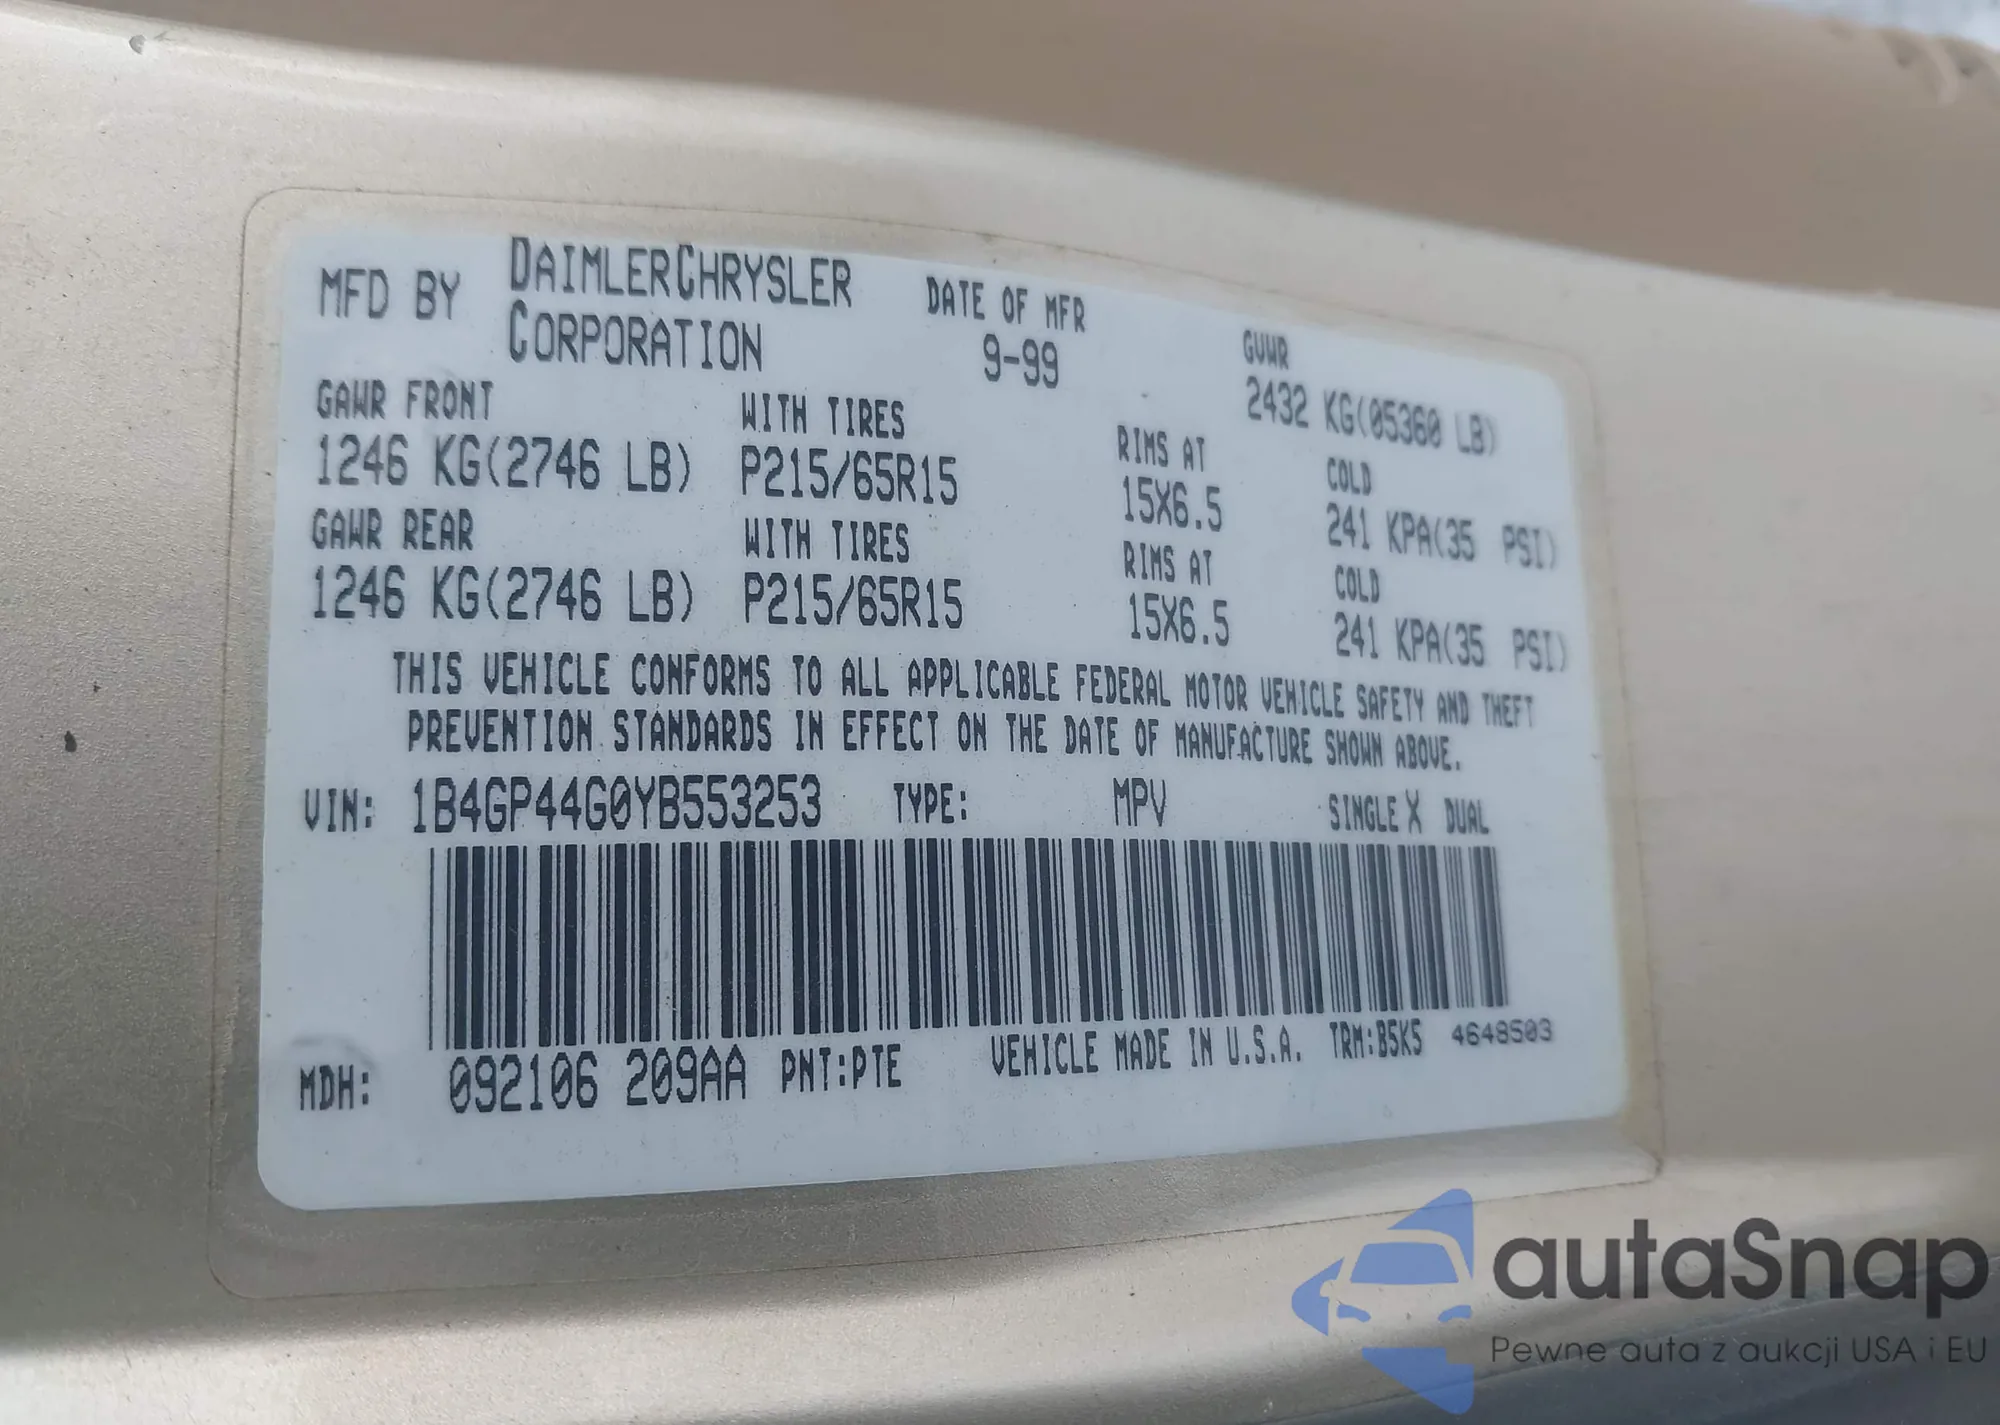 MFD BY DAIMLERCHRYSLER CORPORATION
DATE OF MFR
9-99
GVWR
2432 KG(05360 LB)
GAWR FRONT WITH TIRES RIMS AT COLD
1246 KG(2746 LB) P215/65R15 15X6.5 241 KPA(35 PSI)
GAWR REAR WITH TIRES RIMS AT COLD
1246 KG(2746 LB) P215/65R15 15X6.5 241 KPA(35 PSI)
THIS VEHICLE CONFORMS TO ALL APPLICABLE FEDERAL MOTOR VEHICLE SAFETY AND THEFT
PREVENTION STANDARDS IN EFFECT ON THE DATE OF MANUFACTURE SHOWN ABOVE.
VIN: 1B4GP44G0YB553253 TYPE: MPV SINGLE X DUAL
MDH: 092106 209AA PNT:PTE VEHICLE MADE IN U.S.A. TRM:B5K5 4648503
autaSnap
Pewne auta z aukcji USA i EU